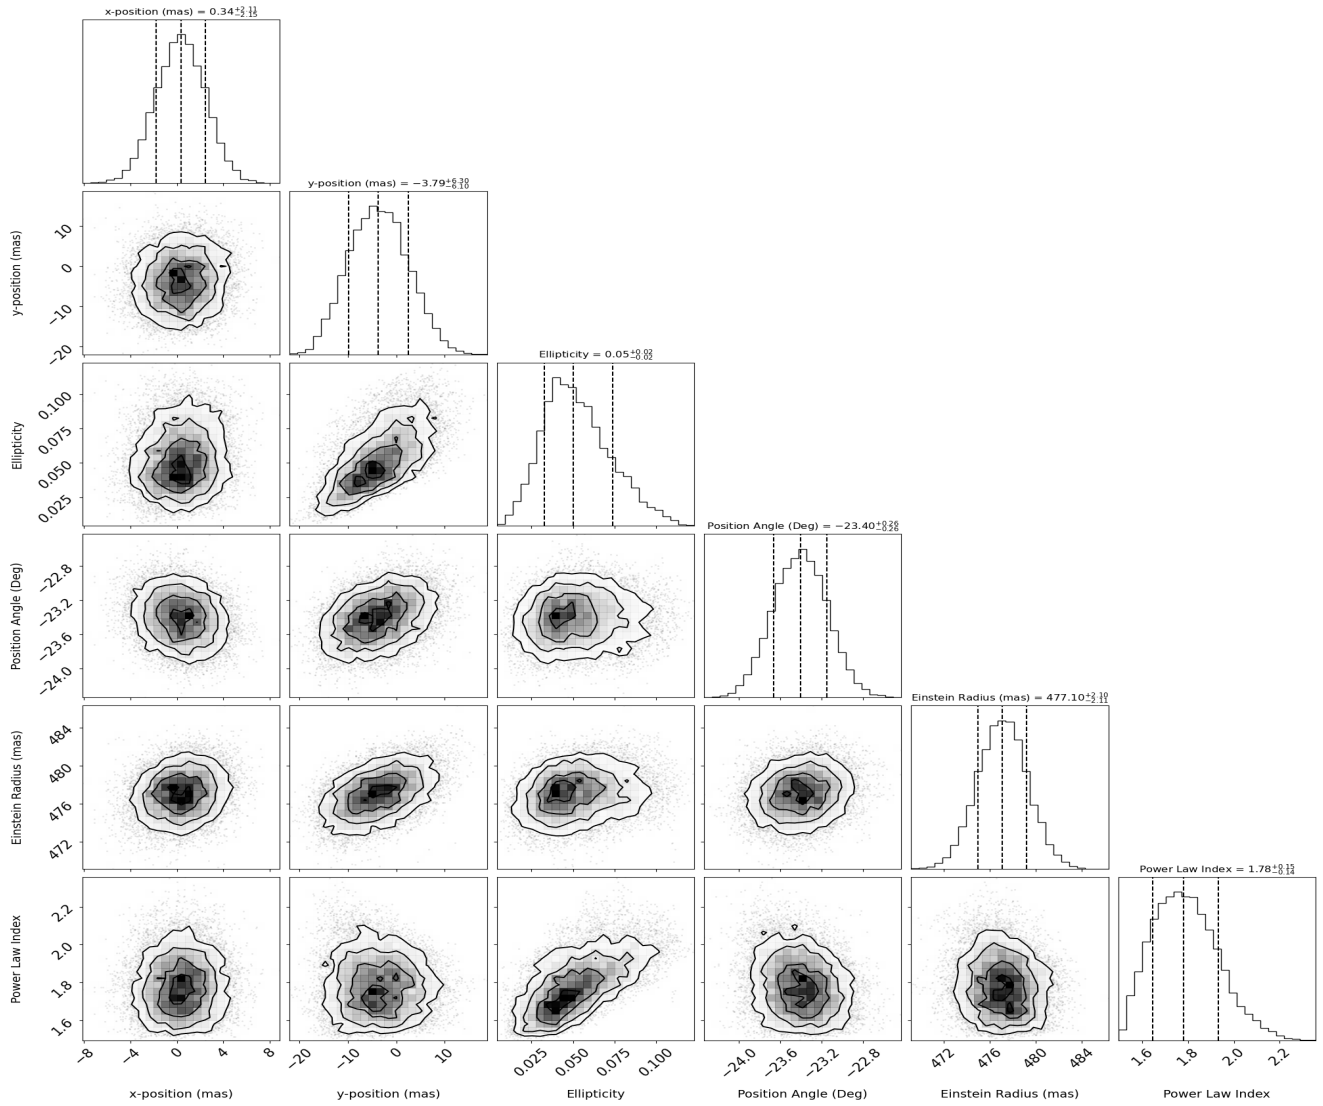 x-position (mas) = 0.34+2.11 −2.15
y-position (mas) = −3.79+6.30 −6.10
y-position (mas)
10
0
−10
−20
Ellipticity = 0.05+0.02 −0.02
Ellipticity
0.100
0.075
0.050
0.025
Position Angle (Deg) = −23.40+0.26 −0.26
Position Angle (Deg)
−22.8
−23.2
−23.6
−24.0
Einstein Radius (mas) = 477.10+2.10 −2.11
Einstein Radius (mas)
484
480
476
472
Power Law Index = 1.78+0.15 −0.14
Power Law Index
2.2
2.0
1.8
1.6
−8 −4 0 4 8
−20 −10 0 10
0.025 0.050 0.075 0.100
−24.0 −23.6 −23.2 −22.8
472 476 480 484
1.6 1.8 2.0 2.2
x-position (mas) y-position (mas) Ellipticity Position Angle (Deg) Einstein Radius (mas) Power Law Index